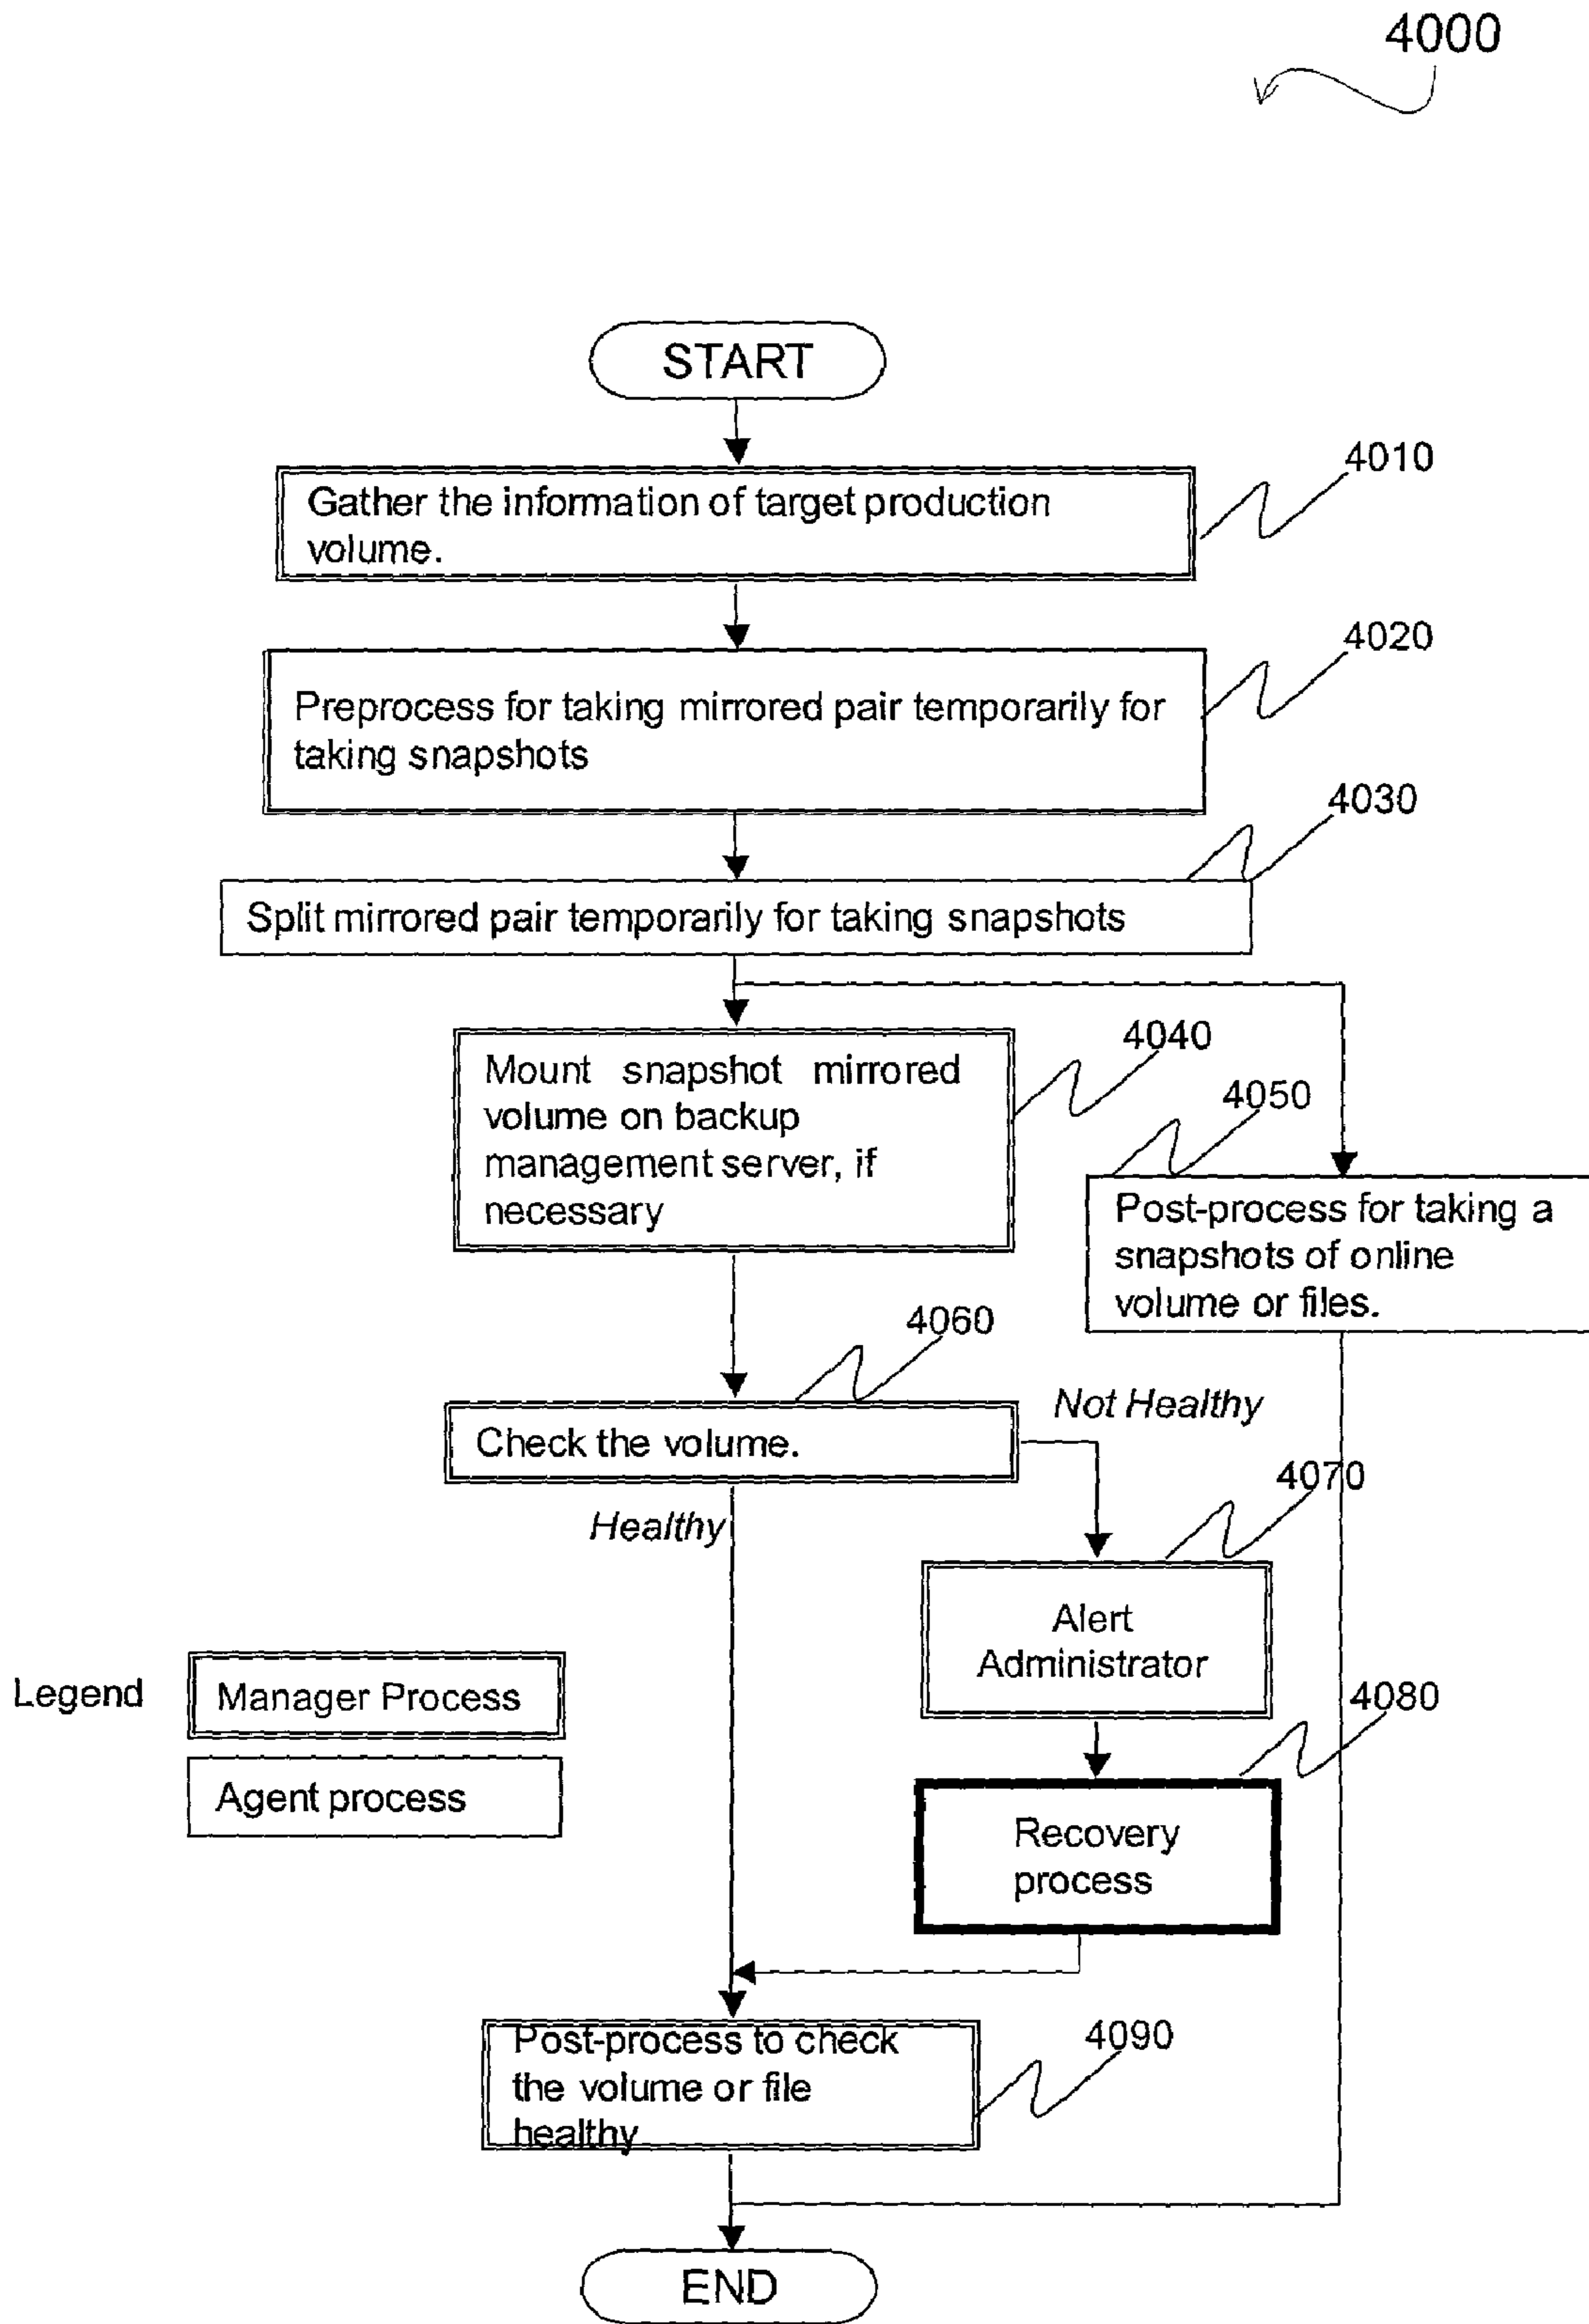 4000
START
4010
Gather the information of target production
volume.
4020
Preprocess for taking mirrored pair temporarily for
taking snapshots
4030
Split mirrored pair temporarily for taking snapshots
4040
Mount snapshot mirrored
volume on backup
management server, if
necessary
4050
Post-process for taking a
snapshots of online
volume or files.
4060
Check the volume.
Not Healthy
Healthy
4070
Alert
Administrator
Legend
Manager Process
Agent process
4080
Recovery
process
4090
Post-process to check
the volume or file
healthy
END